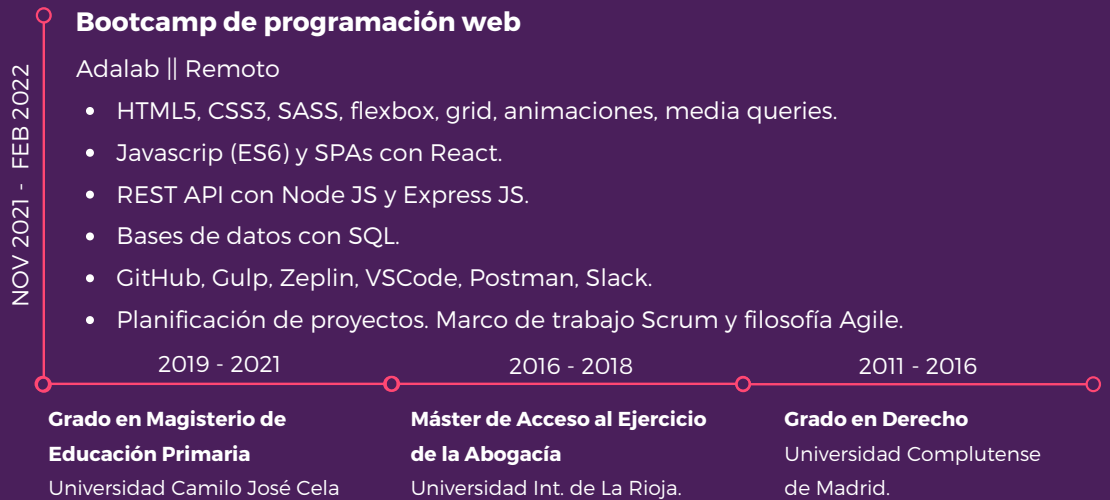 Bootcamp de programación web
Adalab || Remoto
NOV 2021 - FEB 2022
• HTML5, CSS3, SASS, flexbox, grid, animaciones, media queries.
• Javascrip (ES6) y SPAs con React.
• REST API con Node JS y Express JS.
• Bases de datos con SQL.
• GitHub, Gulp, Zeplin, VSCode, Postman, Slack.
• Planificación de proyectos. Marco de trabajo Scrum y filosofía Agile.
2019 - 2021
Grado en Magisterio de
Educación Primaria
Universidad Camilo José Cela
2016 - 2018
Máster de Acceso al Ejercicio
de la Abogacía
Universidad Int. de La Rioja.
2011 - 2016
Grado en Derecho
Universidad Complutense
de Madrid.